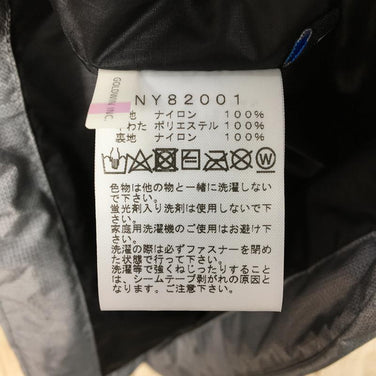 GOLDWIN INC.
NY82001
地 ナイロン 100%
わた ポリエステル 100%
裏地 ナイロン 100%
W
色物は他の物と一緒に洗濯しない
で下さい。
蛍光剤入り洗剤は使用しないで下
さい。
家庭用洗濯機のご使用はお避け下
さい。
洗濯の際は必ずファスナーを閉め
た状態で行って下さい。
洗濯等で強くねじったりすること
は、シームテープ剥がれの原因と
なります。ご注意下さい。